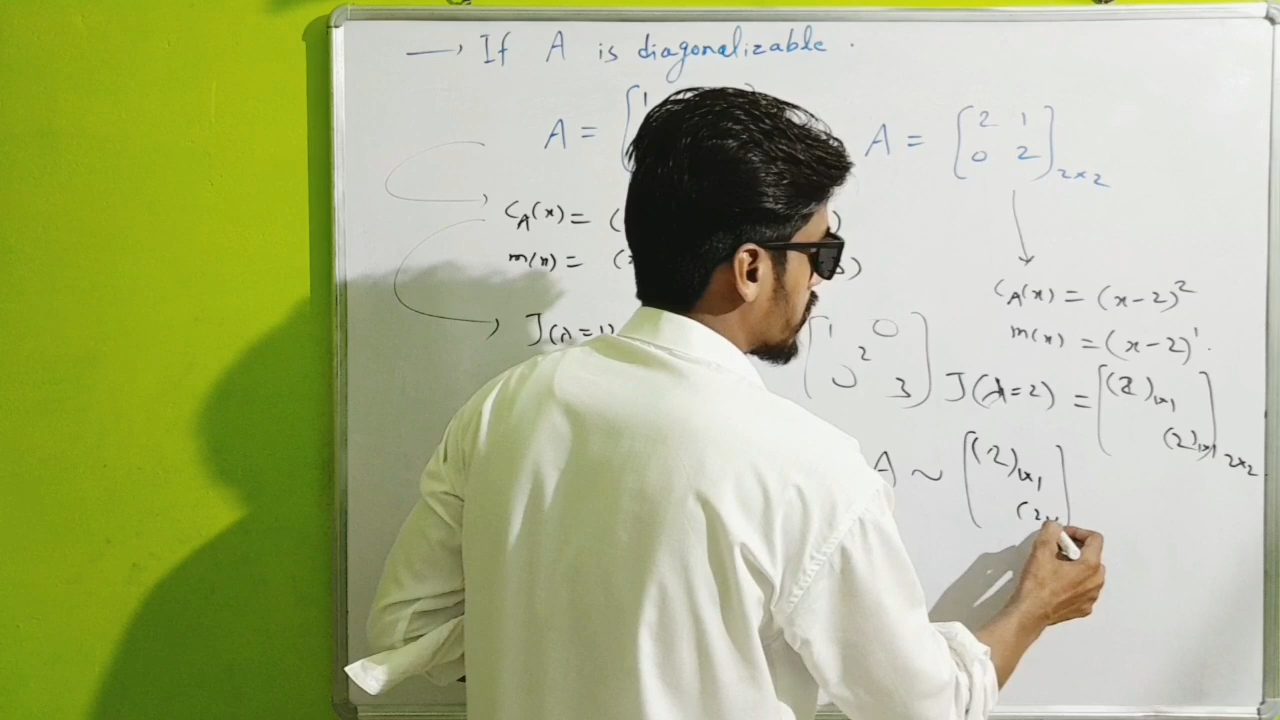 → If A is diagonalizable.
A = [1
A = [2 1
0 2]2×2
C_A(x) = (
m(x) = (x
C_A(x) = (x-2)²
m(x) = (x-2)¹.
J(λ=1)
[1 0
2
0 3]
J(λ=2) = [(2)1×1
(2)1×1]2×2
A ~ [(2)1×1
(2)